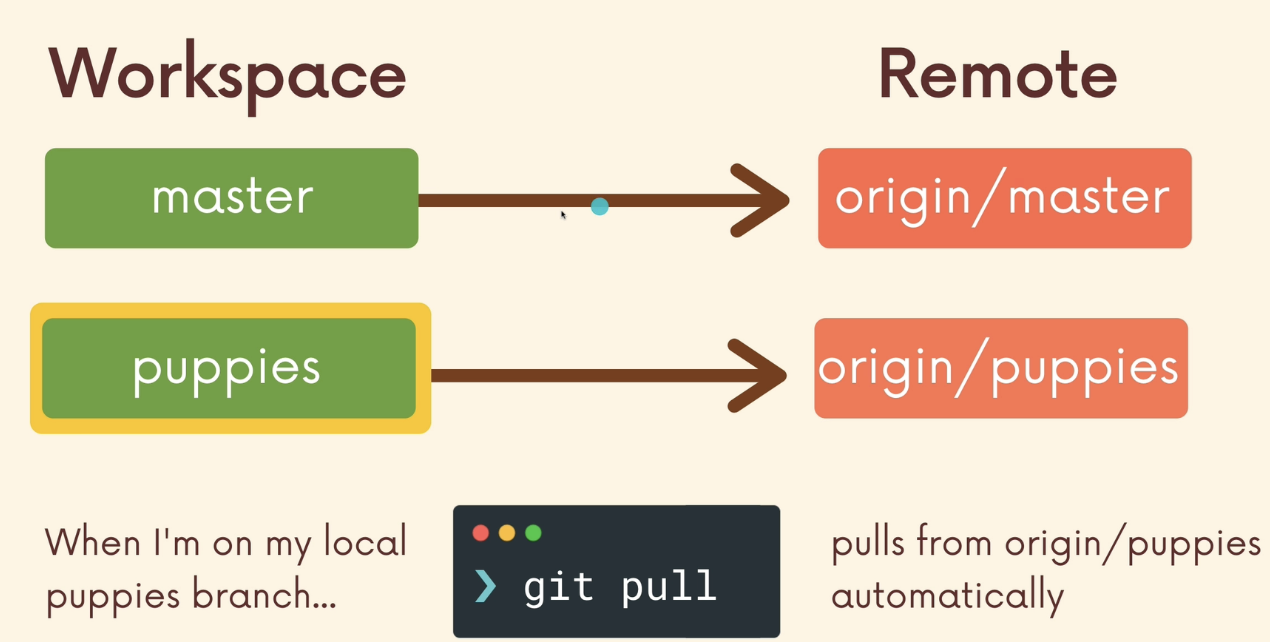 Workspace
Remote
master
origin/master
puppies
origin/puppies
When I'm on my local
puppies branch...
❯ git pull
pulls from origin/puppies
automatically